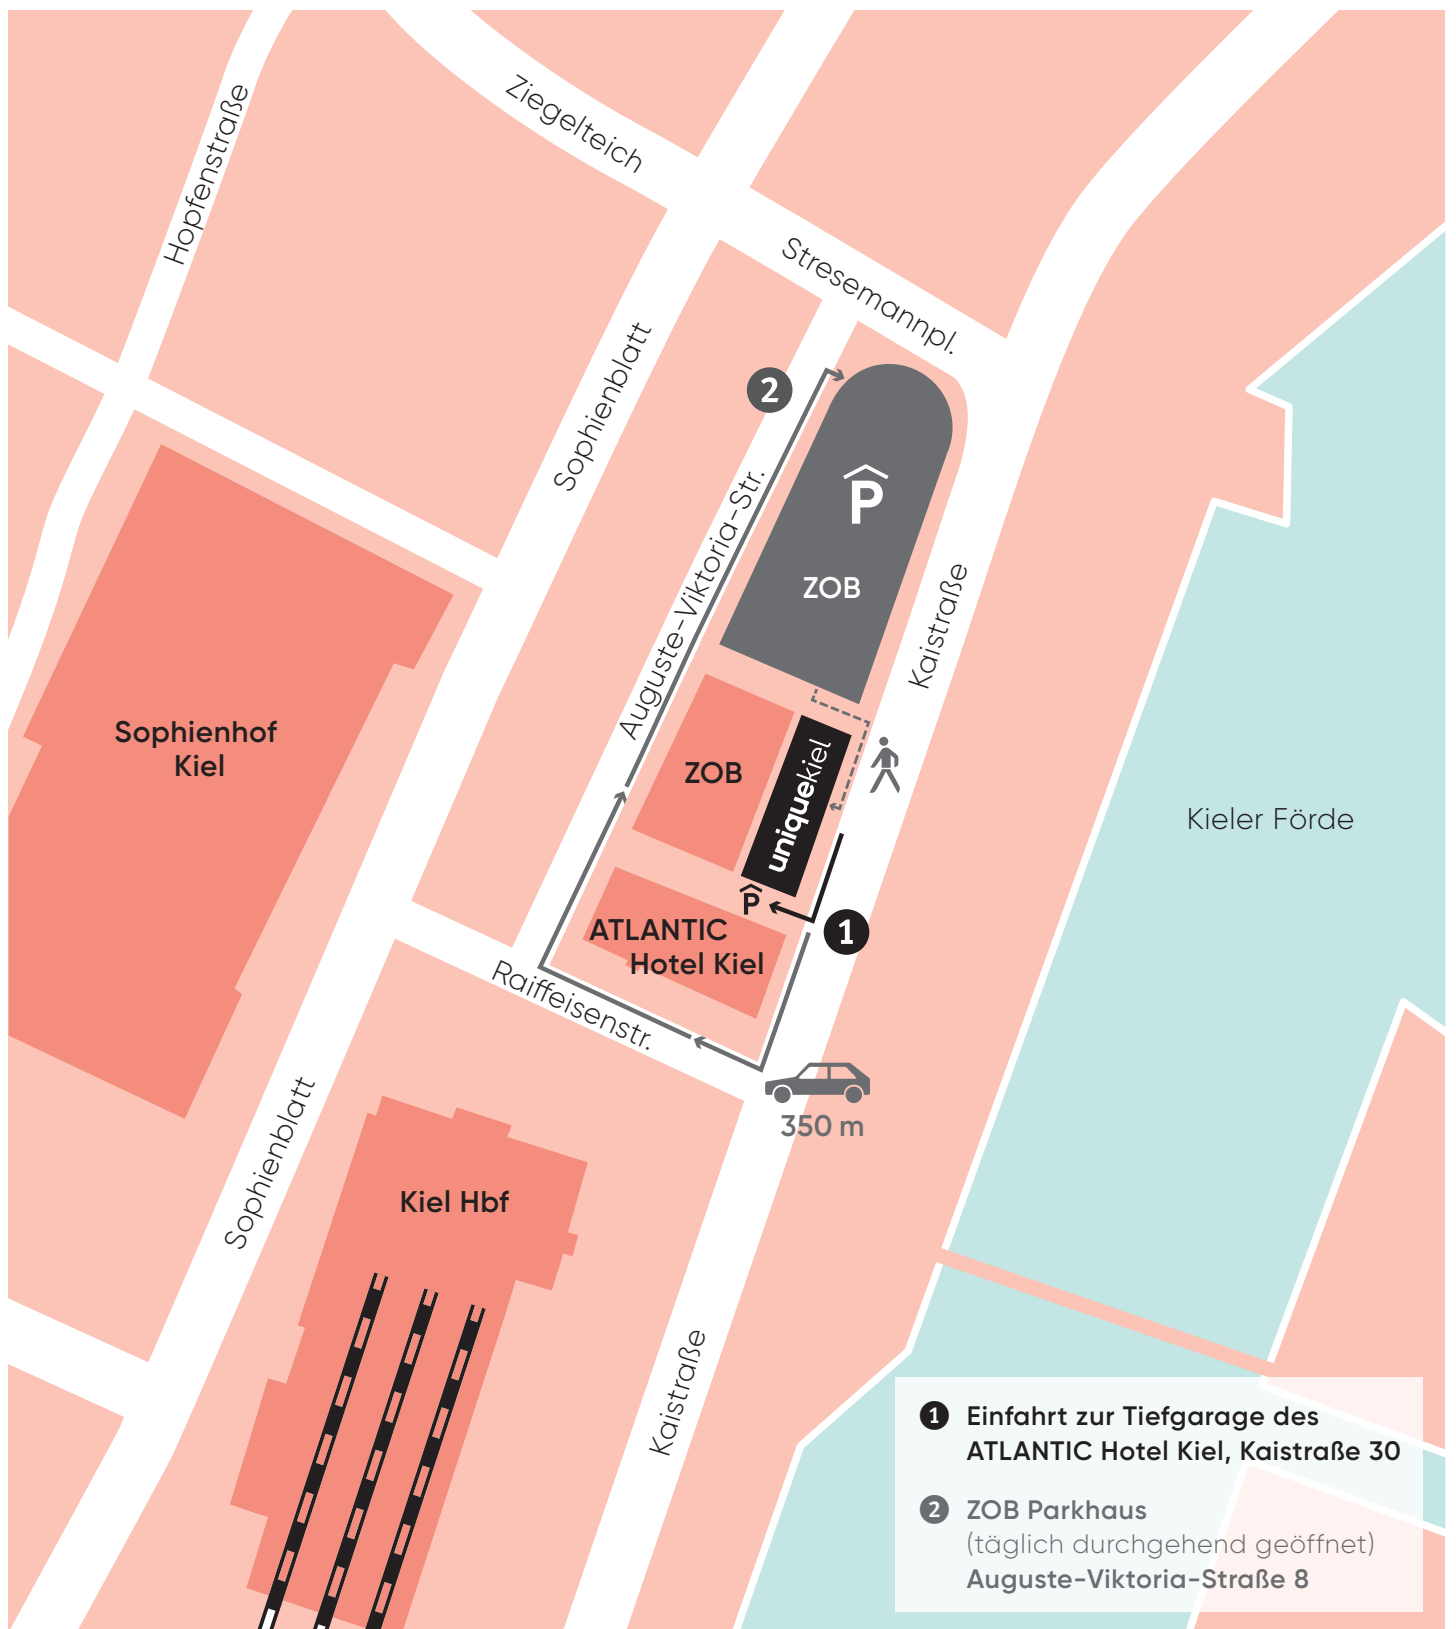 Hopfenstraße
Ziegelteich
Stresemannpl.
Sophienblatt
2
Auguste-Viktoria-Str.
P
ZOB
Kaistraße
Sophienhof
Kiel
ZOB
uniquekiel
Kieler Förde
P
1
ATLANTIC
Hotel Kiel
Raiffeisenstr.
350 m
Sophienblatt
Kiel Hbf
Kaistraße
1 Einfahrt zur Tiefgarage des
ATLANTIC Hotel Kiel, Kaistraße 30
2 ZOB Parkhaus
(täglich durchgehend geöffnet)
Auguste-Viktoria-Straße 8